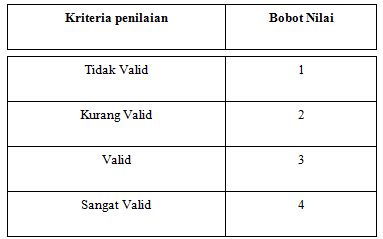 Kriteria penilaian Bobot Nilai
Tidak Valid 1
Kurang Valid 2
Valid 3
Sangat Valid 4